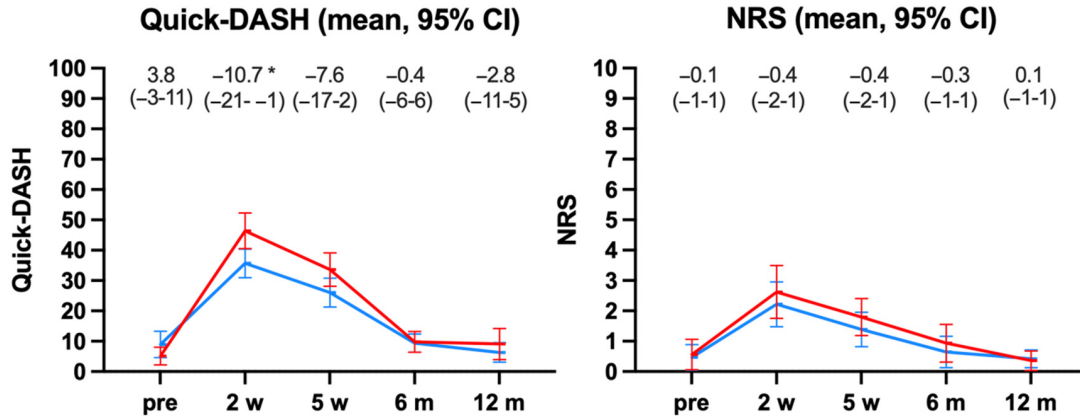 Quick-DASH (mean, 95% CI)
3.8 –10.7 * –7.6 –0.4 –2.8
(–3-11) (–21- –1) (–17-2) (–6-6) (–11-5)
Quick-DASH
100
90
80
70
60
50
40
30
20
10
0
pre 2 w 5 w 6 m 12 m
NRS (mean, 95% CI)
–0.1 –0.4 –0.4 –0.3 0.1
(–1-1) (–2-1) (–2-1) (–1-1) (–1-1)
NRS
10
9
8
7
6
5
4
3
2
1
0
pre 2 w 5 w 6 m 12 m